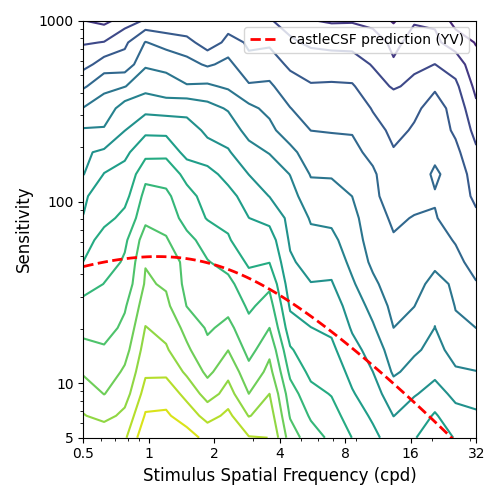 castleCSF prediction (YV)
1000
100
10
5
Sensitivity
0.5 1 2 4 8 16 32
Stimulus Spatial Frequency (cpd)